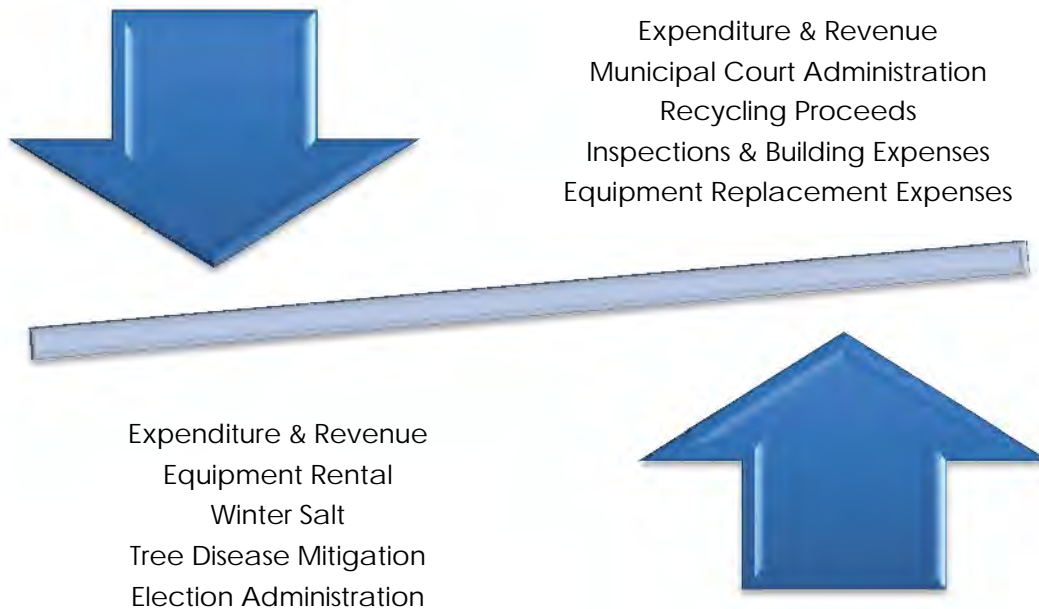 Expenditure & Revenue
Municipal Court Administration
Recycling Proceeds
Inspections & Building Expenses
Equipment Replacement Expenses
Expenditure & Revenue
Equipment Rental
Winter Salt
Tree Disease Mitigation
Election Administration